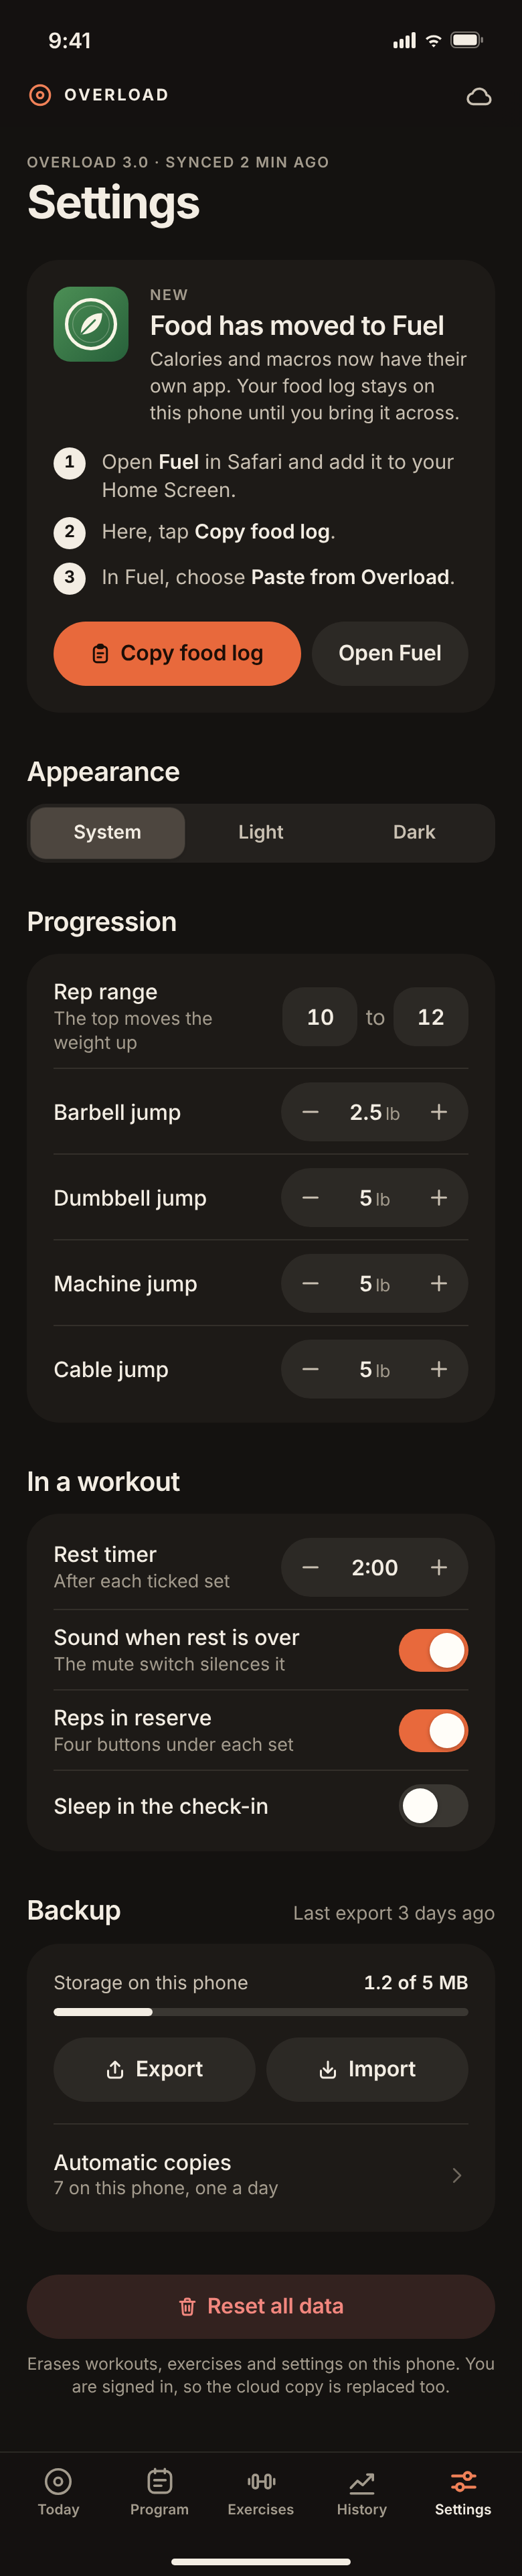 9:41
OVERLOAD
OVERLOAD 3.0 · SYNCED 2 MIN AGO
Settings
NEW
Food has moved to Fuel
Calories and macros now have their
own app. Your food log stays on
this phone until you bring it across.
1 Open Fuel in Safari and add it to your
Home Screen.
2 Here, tap Copy food log.
3 In Fuel, choose Paste from Overload.
Copy food log Open Fuel
Appearance
System Light Dark
Progression
Rep range
The top moves the
weight up
10 to 12
Barbell jump − 2.5 lb +
Dumbbell jump − 5 lb +
Machine jump − 5 lb +
Cable jump − 5 lb +
In a workout
Rest timer
After each ticked set
− 2:00 +
Sound when rest is over
The mute switch silences it
Reps in reserve
Four buttons under each set
Sleep in the check-in
Backup Last export 3 days ago
Storage on this phone 1.2 of 5 MB
Export Import
Automatic copies
7 on this phone, one a day
Reset all data
Erases workouts, exercises and settings on this phone. You
are signed in, so the cloud copy is replaced too.
Today Program Exercises History Settings